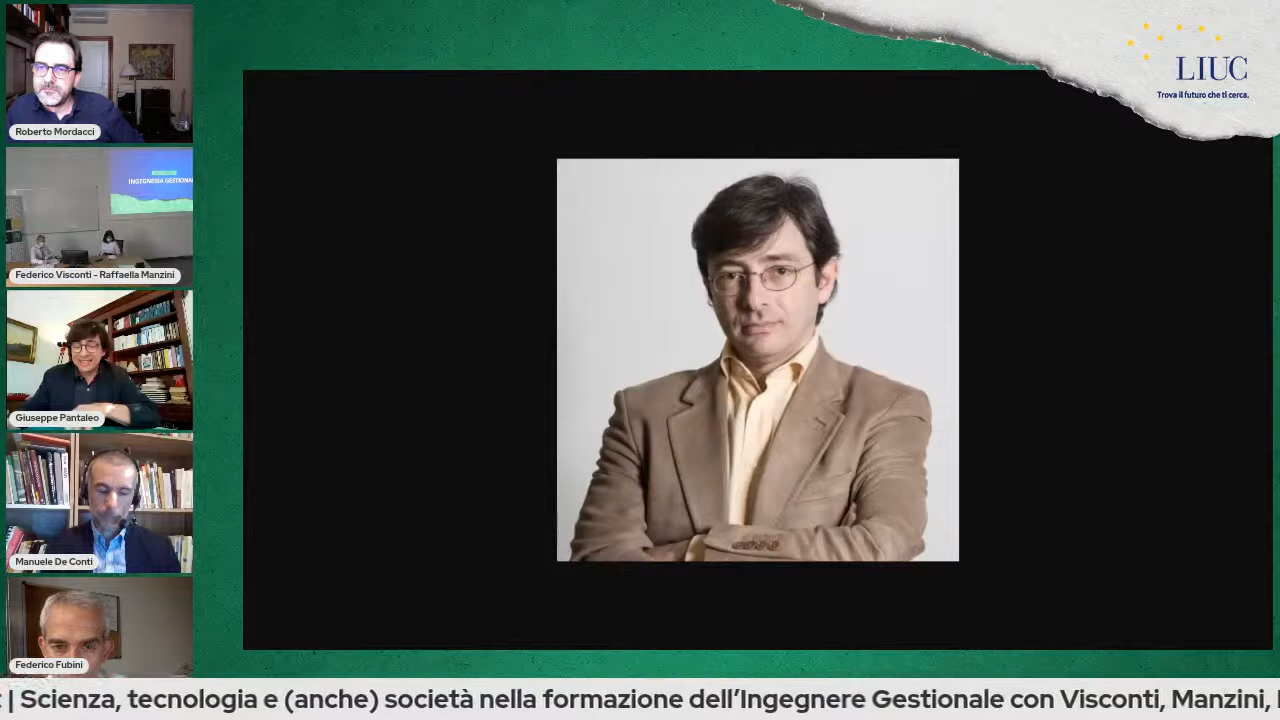 Roberto Mordacci
INGEGNERIA GESTIONA
Federico Visconti - Raffaella Manzini
Giuseppe Pantaleo
Manuele De Conti
Federico Fubini
LIUC
Trova il futuro che ti cerca.
| Scienza, tecnologia e (anche) società nella formazione dell’Ingegnere Gestionale con Visconti, Manzini,